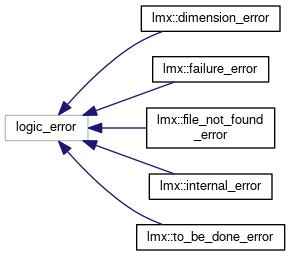 lmx::dimension_error
lmx::failure_error
logic_error
lmx::file_not_found
_error
lmx::internal_error
lmx::to_be_done_error